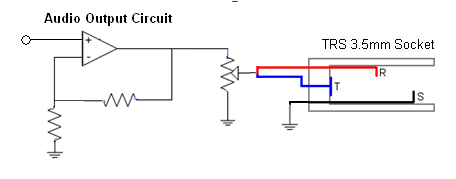 Audio Output Circuit
TRS 3.5mm Socket
+
-
R
T
S